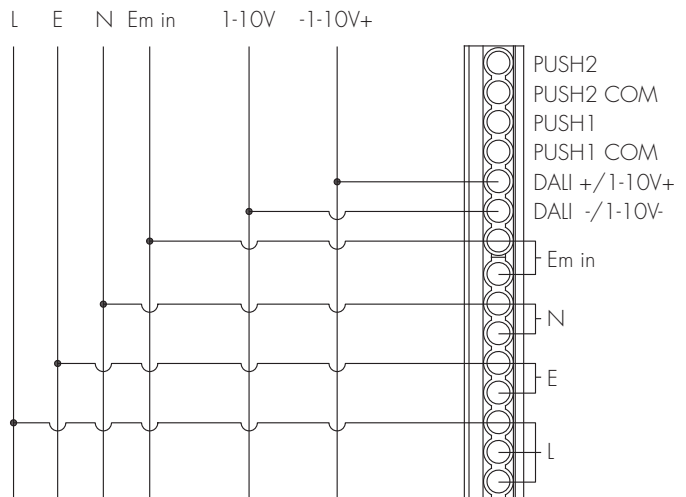 L E N Em in 1-10V -1-10V+
PUSH2
PUSH2 COM
PUSH1
PUSH1 COM
DALI +/1-10V+
DALI -/1-10V-
Em in
N
E
L